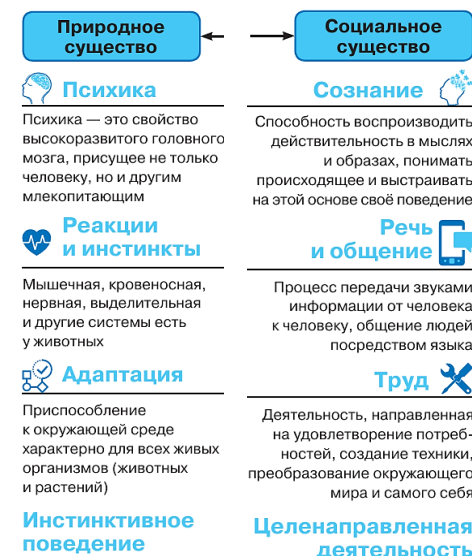 Природное
существо
Психика
Психика — это свойство
высокоразвитого головного
мозга, присущее не только
человеку, но и другим
млекопитающим
Реакции
и инстинкты
Мышечная, кровеносная,
нервная, выделительная
и другие системы есть
у животных
Адаптация
Приспособление
к окружающей среде
характерно для всех живых
организмов (животных
и растений)
Инстинктивное
поведение
Социальное
существо
Сознание
Способность воспроизводить
действительность в мыслях
и образах, понимать
происходящее и выстраивать
на этой основе своё поведение
Речь
и общение
Процесс передачи звуками
информации от человека
к человеку, общение людей
посредством языка
Труд
Деятельность, направленная
на удовлетворение потреб-
ностей, создание техники,
преобразование окружающего
мира и самого себя
Целенаправленная
деятельность